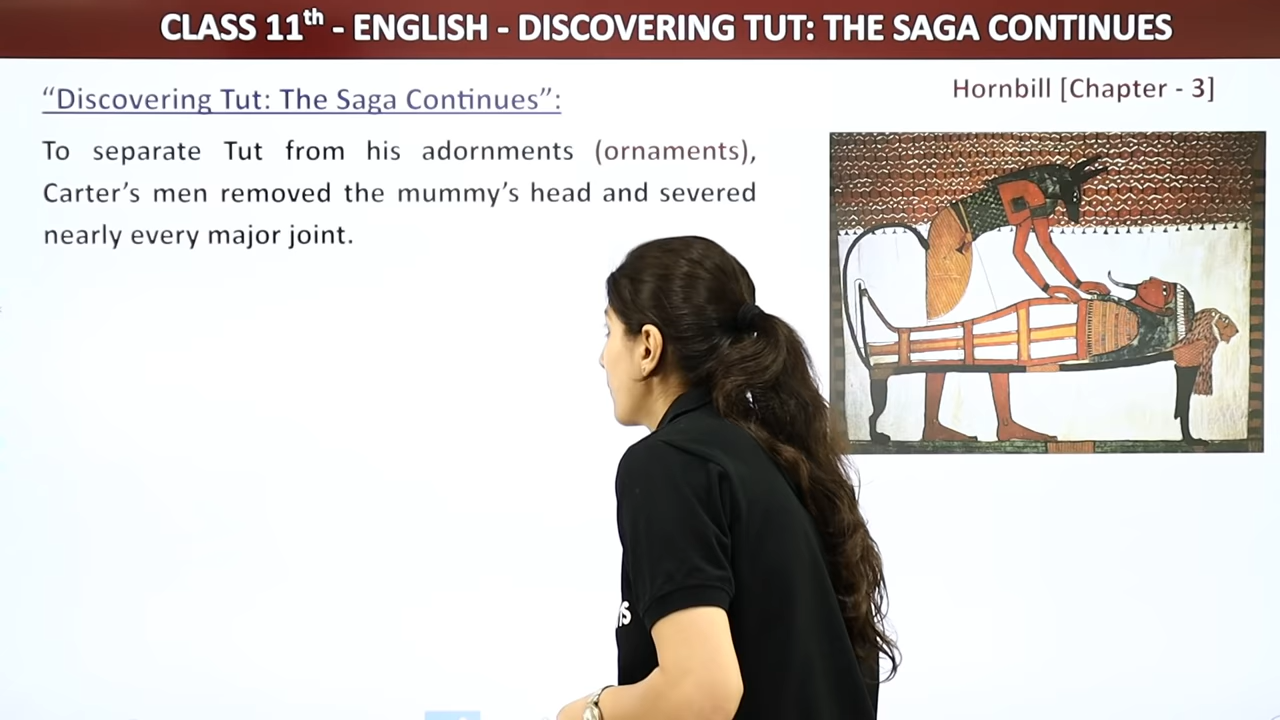 CLASS 11th - ENGLISH - DISCOVERING TUT: THE SAGA CONTINUES
“Discovering Tut: The Saga Continues”:
Hornbill [Chapter - 3]
To separate Tut from his adornments (ornaments),
Carter’s men removed the mummy’s head and severed
nearly every major joint.